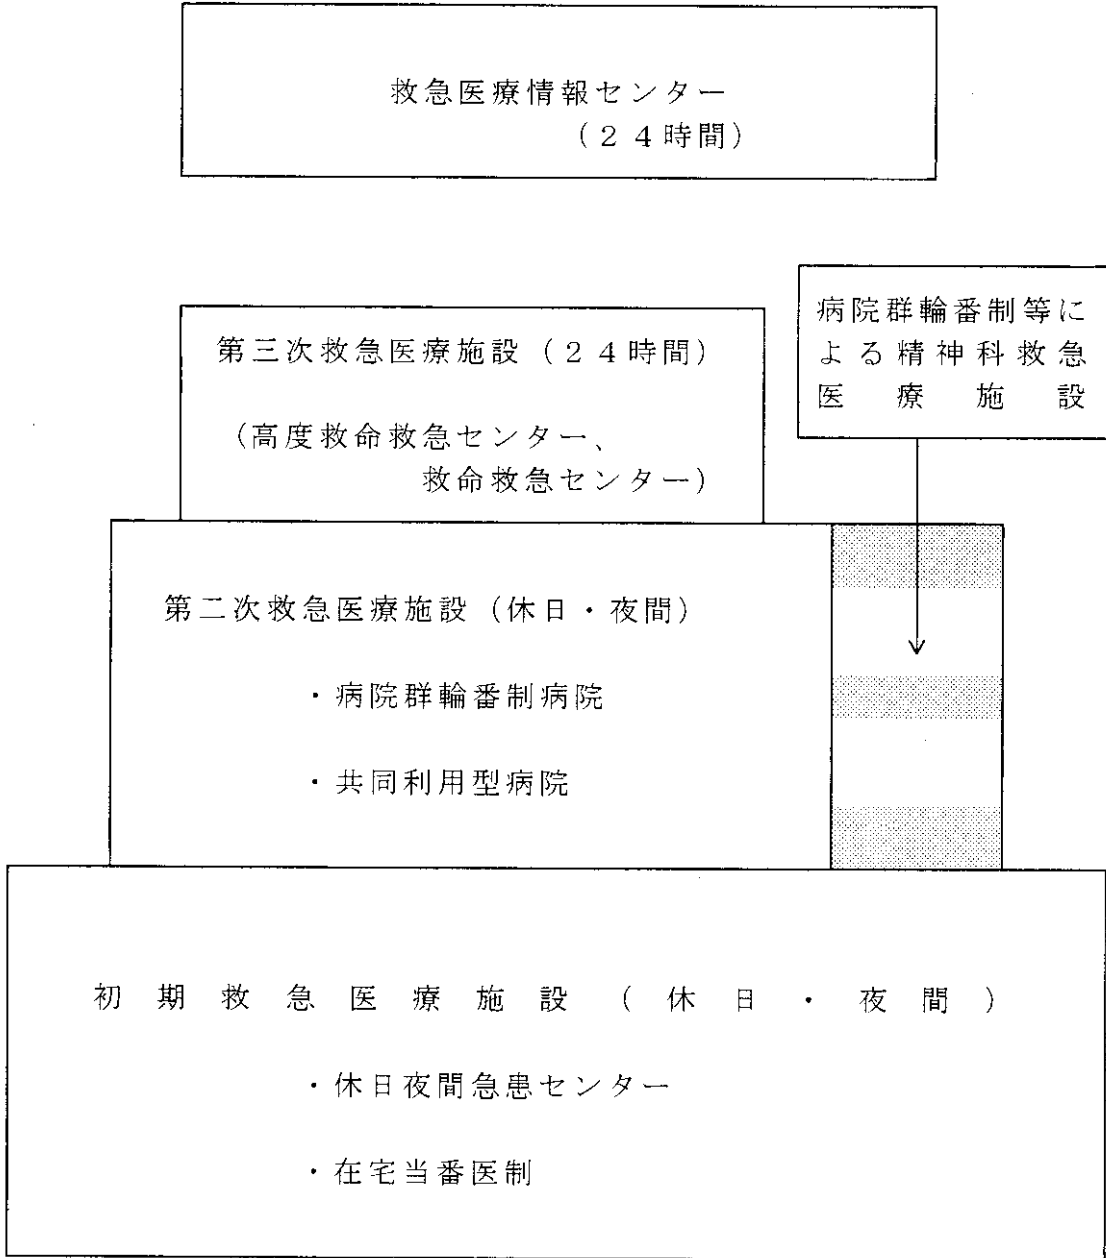 救急医療情報センター
(24時間)
病院群輪番制等に
よる精神科救急
医療施設
第三次救急医療施設(24時間)
(高度救命救急センター、
救命救急センター)
第二次救急医療施設(休日・夜間)
・病院群輪番制病院
・共同利用型病院
初期救急医療施設(休日・夜間)
・休日夜間急患センター
・在宅当番医制